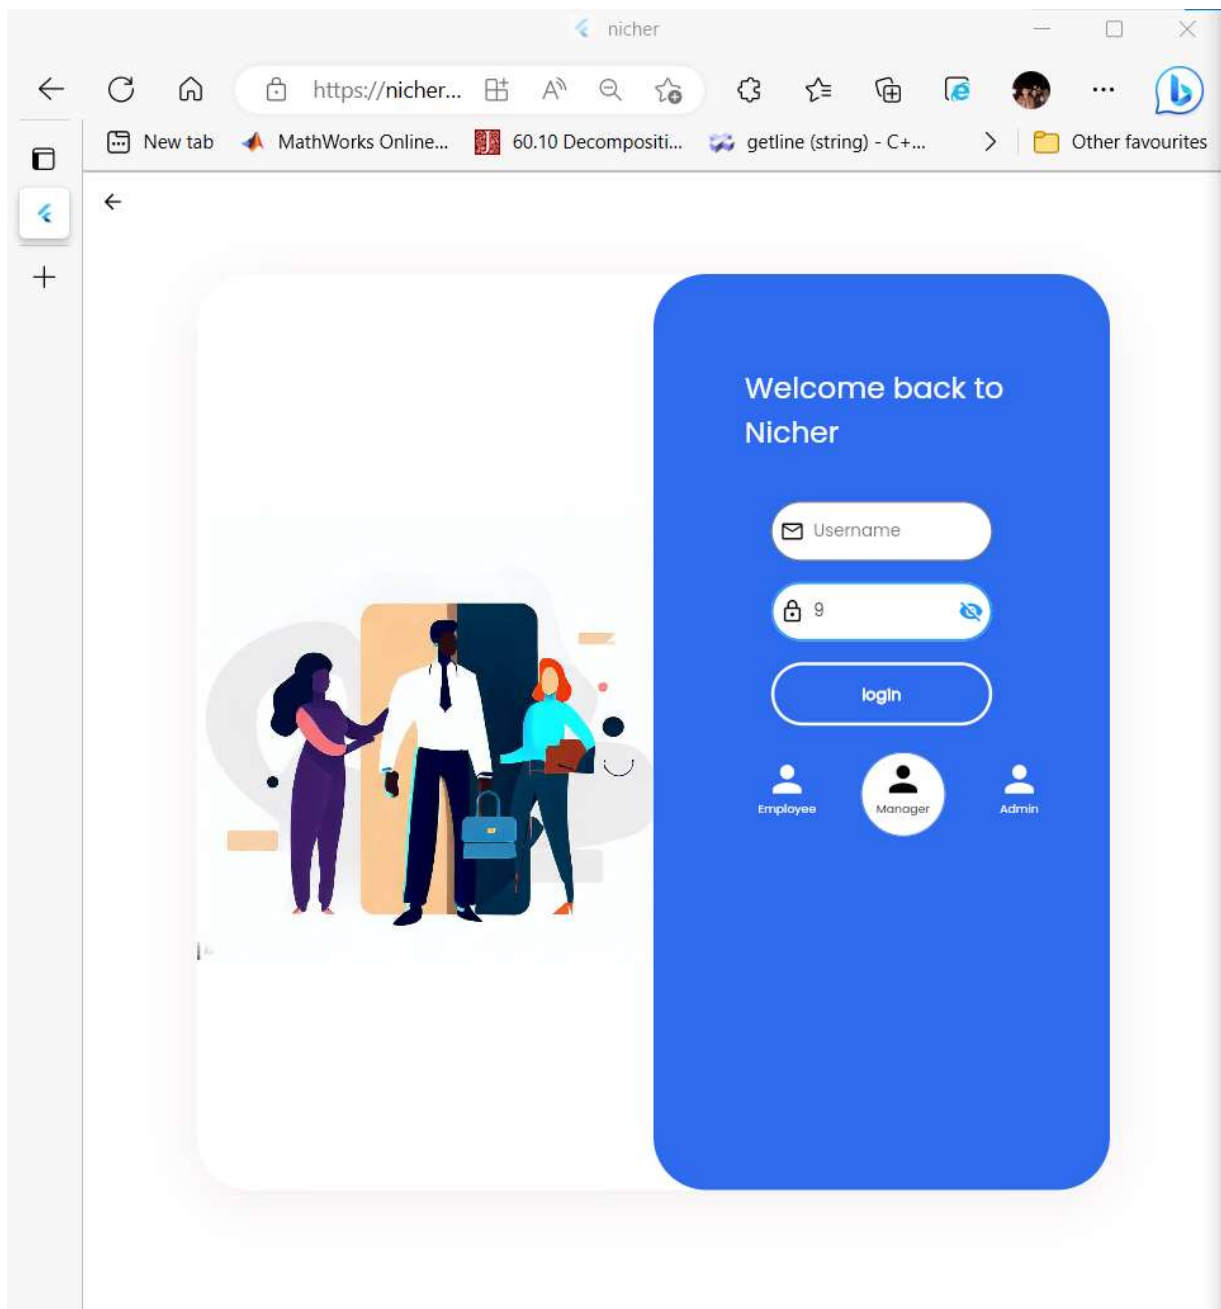 nicher
https://nicher...
New tab
MathWorks Online...
60.10 Decompositi...
getline (string) - C+...
Other favourites
Welcome back to
Nicher
Username
9
login
Employee
Manager
Admin